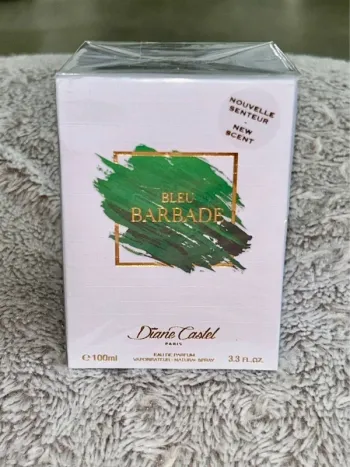 NOUVELLE
SENTEUR
-
NEW
SCENT
BLEU
BARBADE
Diane Castel
PARIS
e 100ml
EAU DE PARFUM
VAPORISATEUR - NATURAL SPRAY
3.3 FL.OZ.